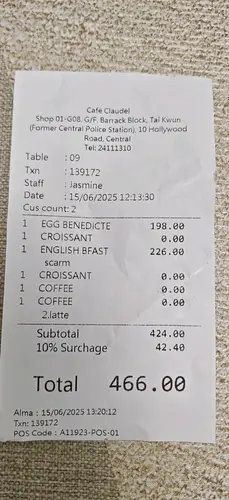 Café Claudel
Shop 01-G08, G/F, Barrack Block, Tai Kwun
(Former Central Police Station), 10 Hollywood
Road, Central
Tel: 24111310
Table : 09
Txn : 139172
Staff : Jasmine
Date : 15/06/2025 12:13:30
Cus count: 2
1 EGG BENEDICTE 198.00
1 CROISSANT 0.00
1 ENGLISH BFAST 226.00
scarm
1 CROISSANT 0.00
1 COFFEE 0.00
1 COFFEE 0.00
2.latte
Subtotal 424.00
10% Surchage 42.40
Total 466.00
Alma : 15/06/2025 13:20:12
Txn: 139172
POS Code : A11923-POS-01